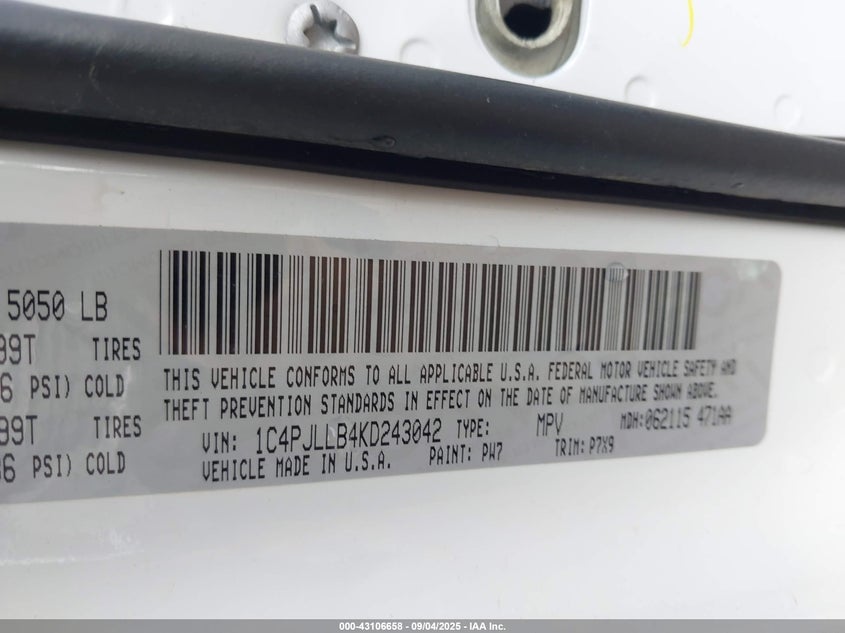 5050 LB
99T TIRES
6 PSI) COLD
99T TIRES
36 PSI) COLD
THIS VEHICLE CONFORMS TO ALL APPLICABLE U.S.A. FEDERAL MOTOR VEHICLE SAFETY AND
THEFT PREVENTION STANDARDS IN EFFECT ON THE DATE OF MANUFACTURE SHOWN ABOVE.
VIN: 1C4PJLLB4KD243042 TYPE: MPV MDH:062115 471AA
VEHICLE MADE IN U.S.A. PAINT: PW7 TRIM: P7X9
000-43106658 - 09/04/2025 - IAA Inc.